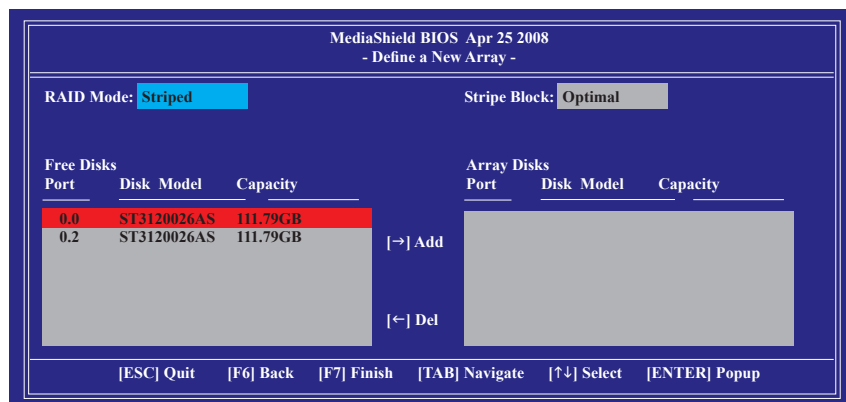 MediaShield BIOS Apr 25 2008
- Define a New Array -
RAID Mode: Striped Stripe Block: Optimal
Free Disks Array Disks
Port Disk Model Capacity Port Disk Model Capacity
0.0 ST3120026AS 111.79GB
0.2 ST3120026AS 111.79GB
[→] Add
[←] Del
[ESC] Quit [F6] Back [F7] Finish [TAB] Navigate [↑↓] Select [ENTER] Popup